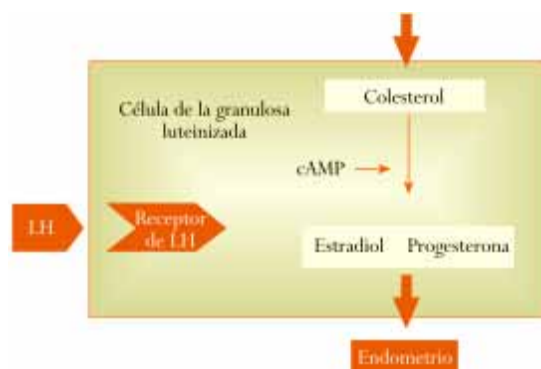 Colesterol
Célula de la granulosa
luteinizada
cAMP
LH
Receptor
de LH
Estradiol Progesterona
Endometrio